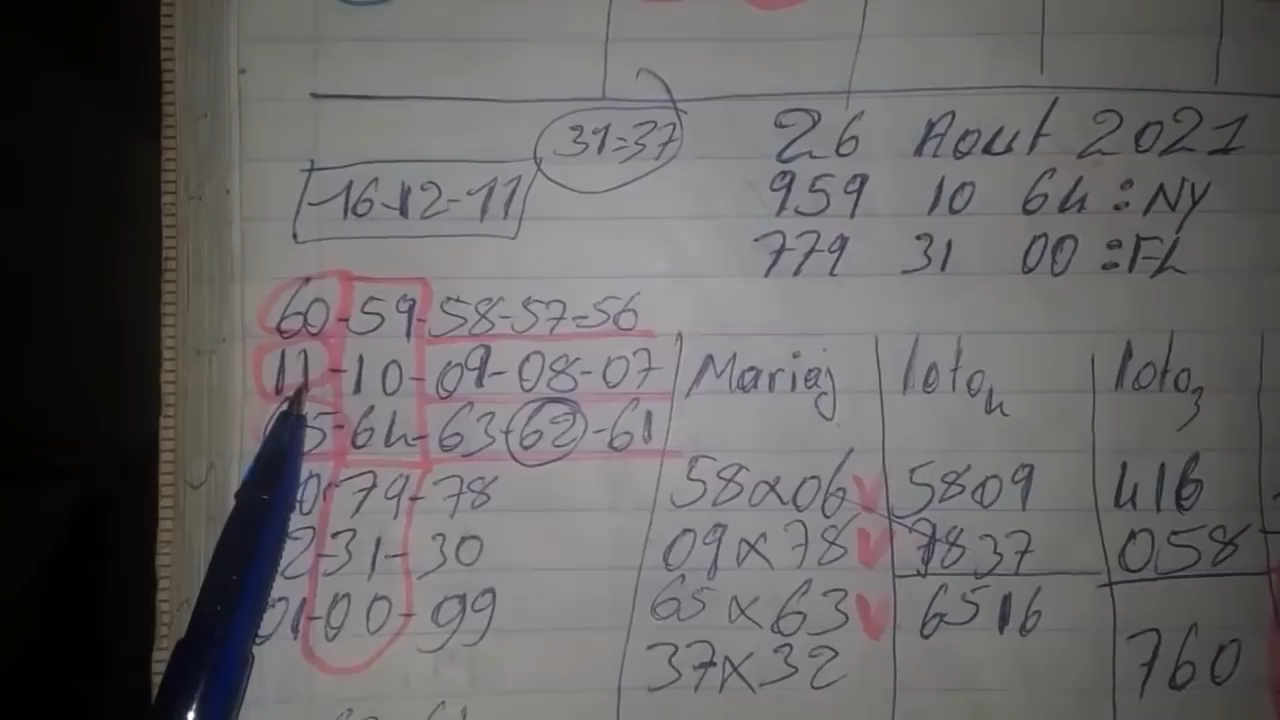 31=37
26 Aout 2021
-16-12-11
959 10 64 : NY
779 31 00 : FL
60-59-58-57-56
11-10-09-08-07
65-64-63-62-61
79-78
31-30
01-00-99
Mariaj loto4 loto3
58x06 5809 416
09x78 7837 058
65x63 6516
37x32 760